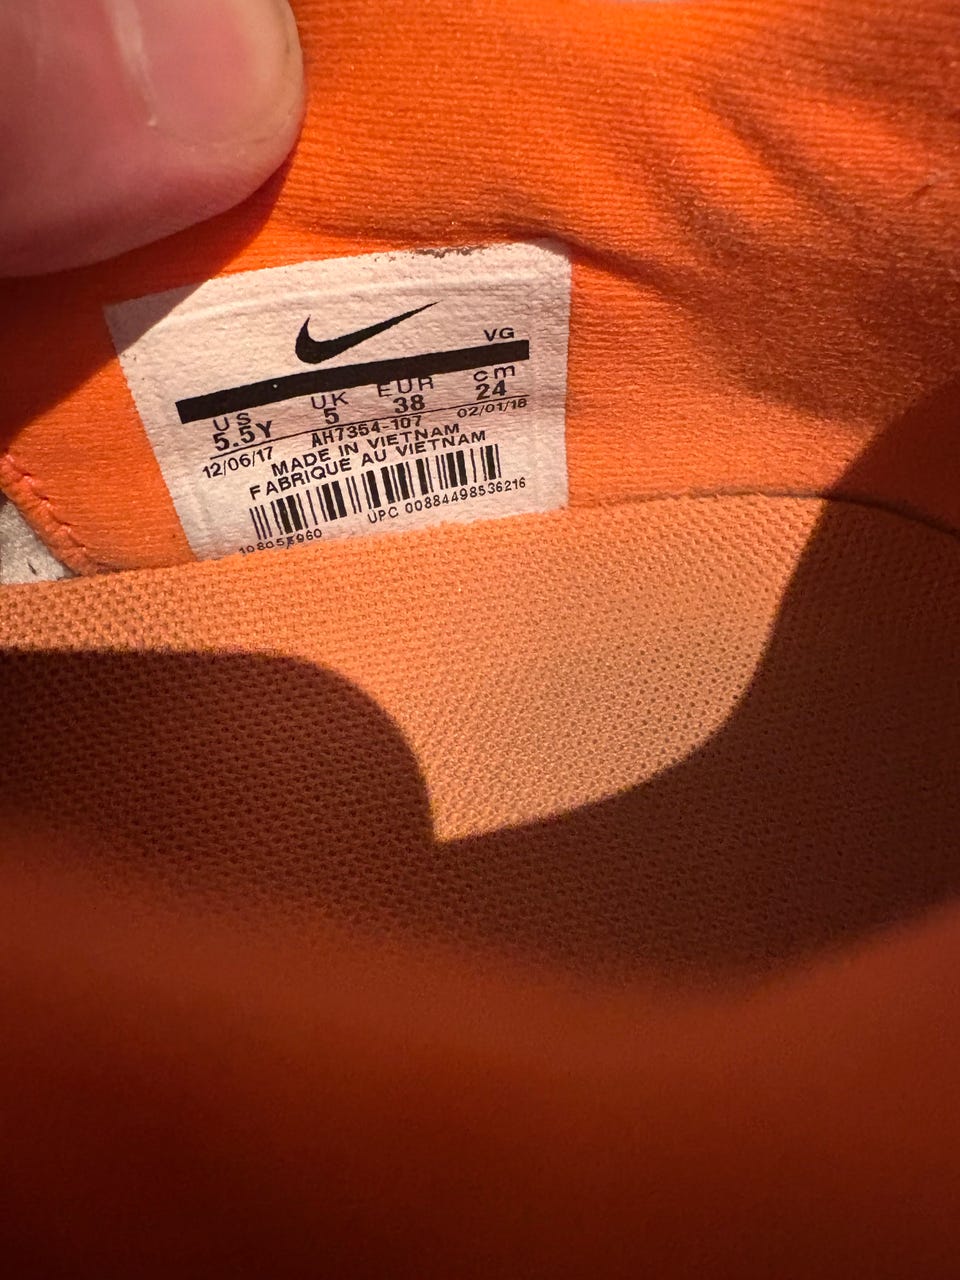 VG
US UK EUR cm
5.5Y 5 38 24
12/06/17 AH7354-107 02/01/18
MADE IN VIETNAM
FABRIQUÉ AU VIETNAM
UPC 00884498536216